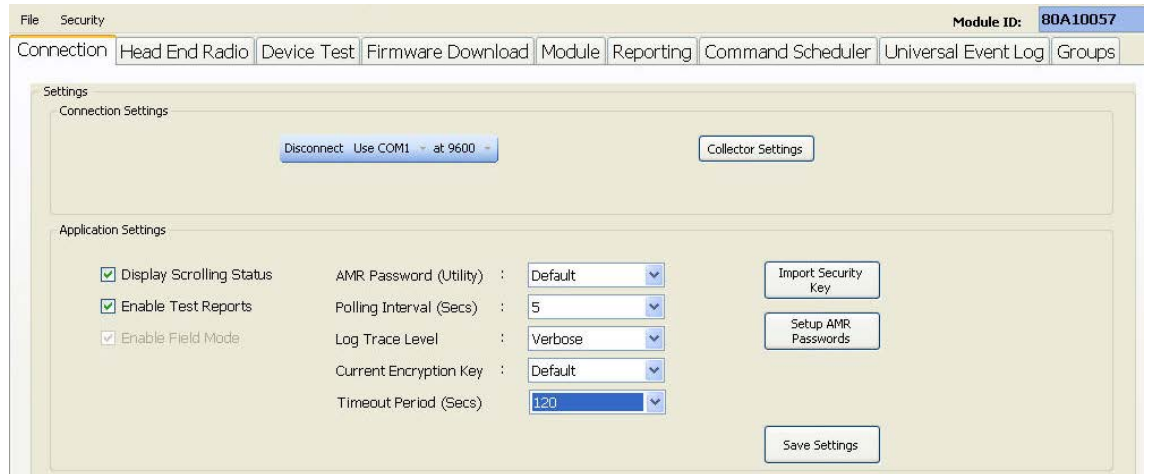 File Security Module ID: 80A10057
Connection Head End Radio Device Test Firmware Download Module Reporting Command Scheduler Universal Event Log Groups
Settings
Connection Settings
Disconnect Use COM1 at 9600
Collector Settings
Application Settings
Display Scrolling Status
AMR Password (Utility) : Default
Import Security Key
Enable Test Reports
Polling Interval (Secs) : 5
Enable Field Mode
Log Trace Level : Verbose
Setup AMR Passwords
Current Encryption Key : Default
Timeout Period (Secs) 120
Save Settings